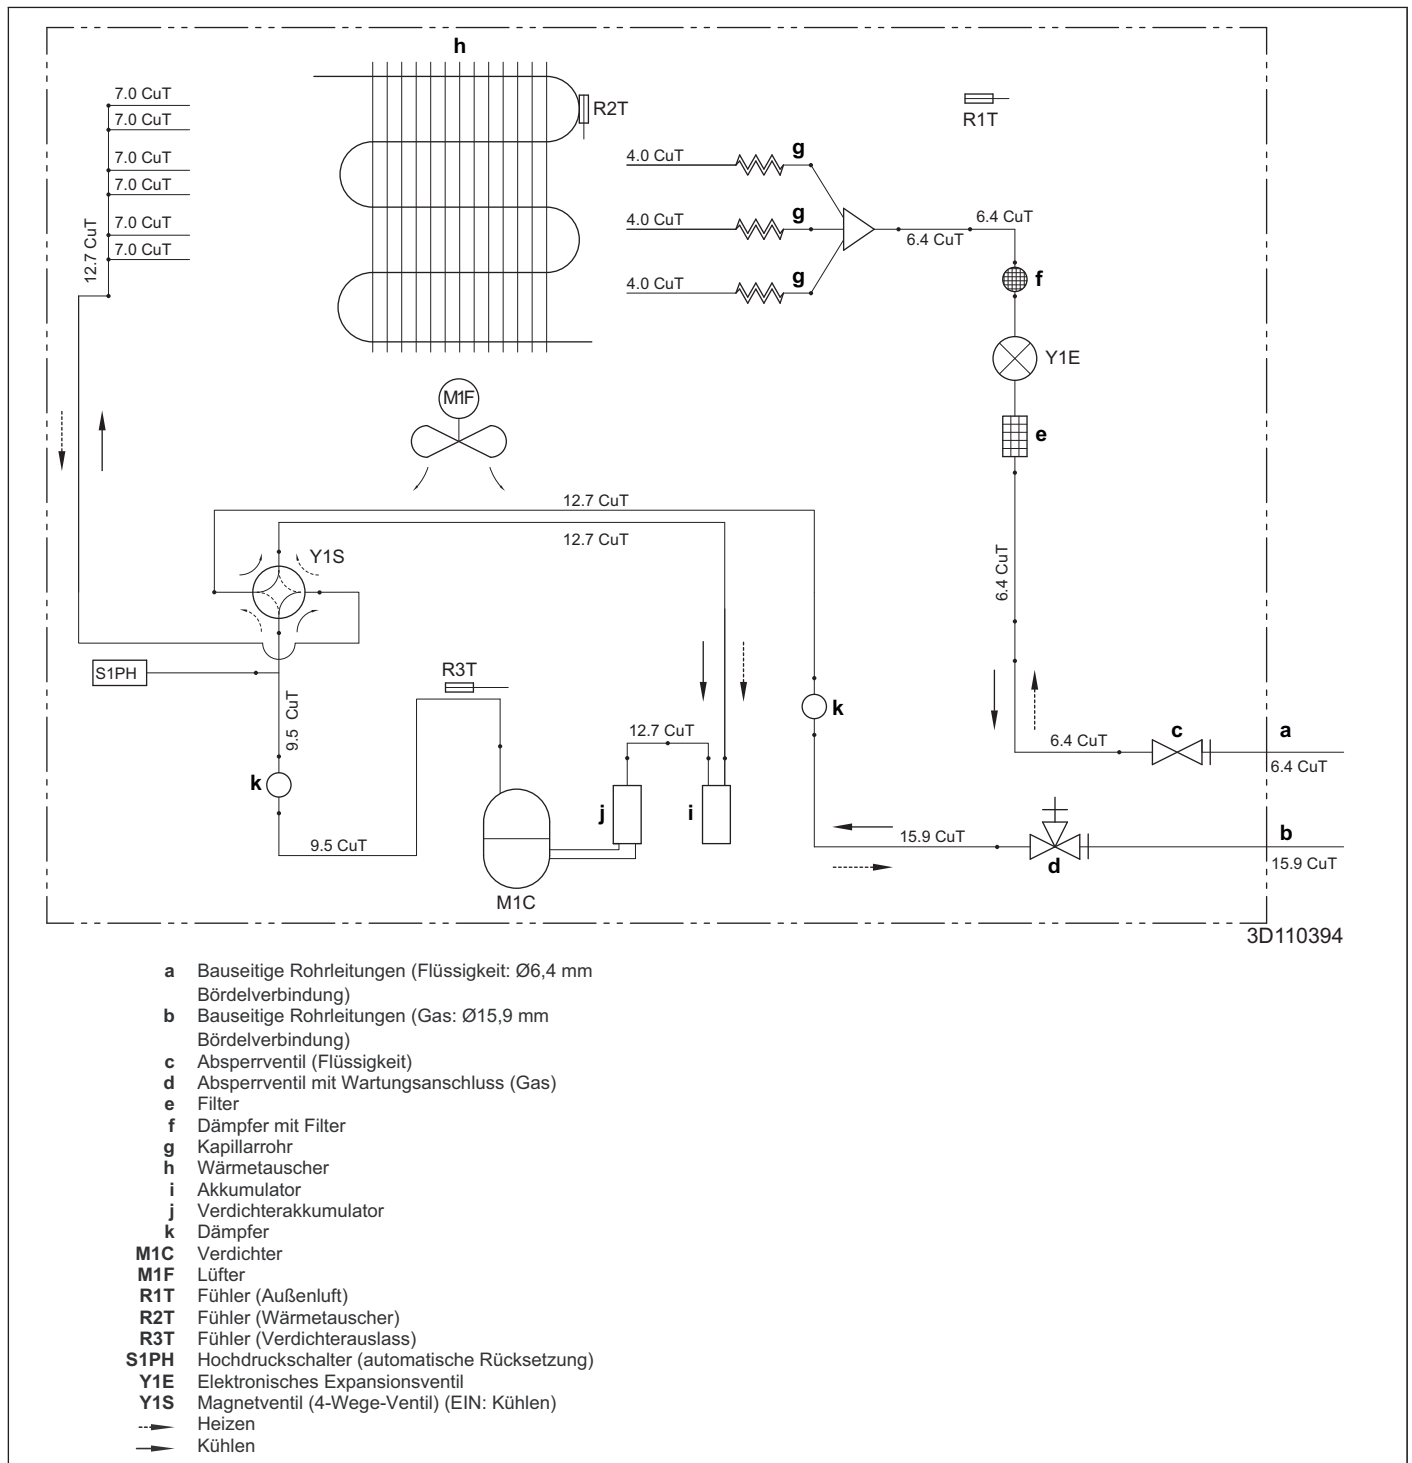 h
7.0 CuT
7.0 CuT
7.0 CuT
7.0 CuT
7.0 CuT
7.0 CuT
12.7 CuT
R2T
R1T
4.0 CuT
g
4.0 CuT
g
4.0 CuT
g
6.4 CuT
6.4 CuT
f
Y1E
e
M1F
12.7 CuT
12.7 CuT
Y1S
6.4 CuT
S1PH
R3T
9.5 CuT
k
12.7 CuT
k
6.4 CuT
c
a
6.4 CuT
j
i
9.5 CuT
15.9 CuT
d
b
15.9 CuT
M1C
3D110394
a Bauseitige Rohrleitungen (Flüssigkeit: Ø6,4 mm
Bördelverbindung)
b Bauseitige Rohrleitungen (Gas: Ø15,9 mm
Bördelverbindung)
c Absperrventil (Flüssigkeit)
d Absperrventil mit Wartungsanschluss (Gas)
e Filter
f Dämpfer mit Filter
g Kapillarrohr
h Wärmetauscher
i Akkumulator
j Verdichterakkumulator
k Dämpfer
M1C Verdichter
M1F Lüfter
R1T Fühler (Außenluft)
R2T Fühler (Wärmetauscher)
R3T Fühler (Verdichterauslass)
S1PH Hochdruckschalter (automatische Rücksetzung)
Y1E Elektronisches Expansionsventil
Y1S Magnetventil (4-Wege-Ventil) (EIN: Kühlen)
Heizen
Kühlen